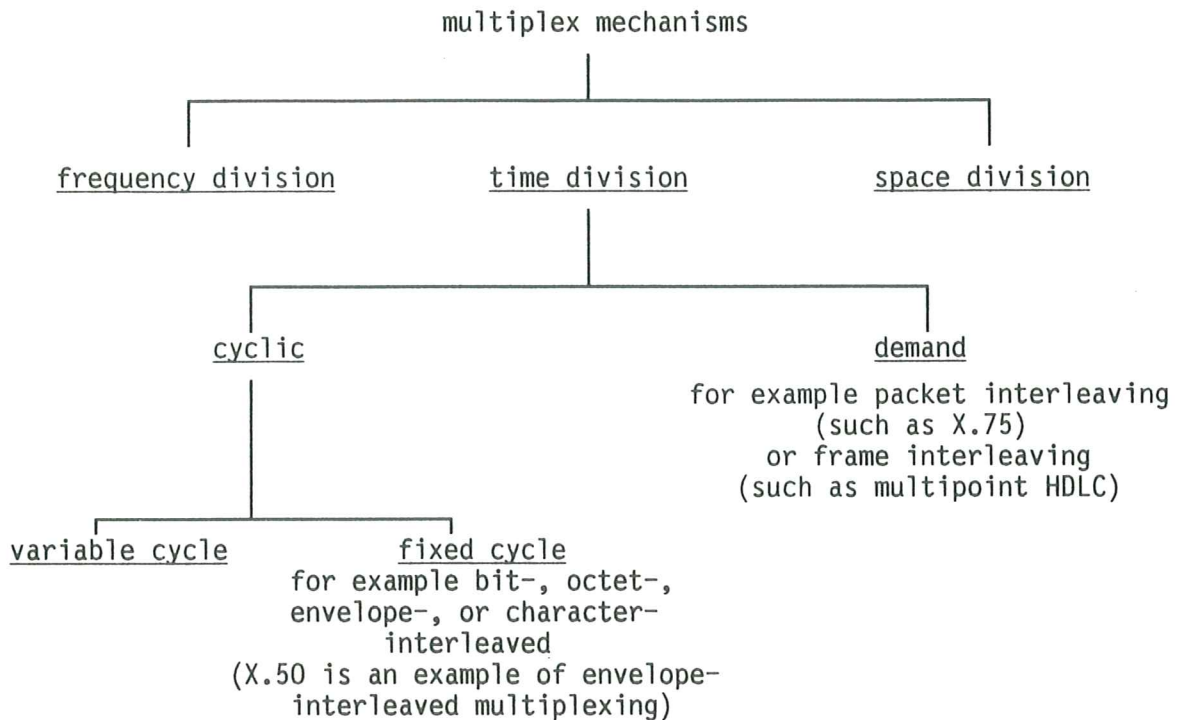 multiplex mechanisms
frequency division
time division
space division
cyclic
demand
for example packet interleaving
(such as X.75)
or frame interleaving
(such as multipoint HDLC)
variable cycle
fixed cycle
for example bit-, octet-,
envelope-, or character-
interleaved
(X.50 is an example of envelope-
interleaved multiplexing)